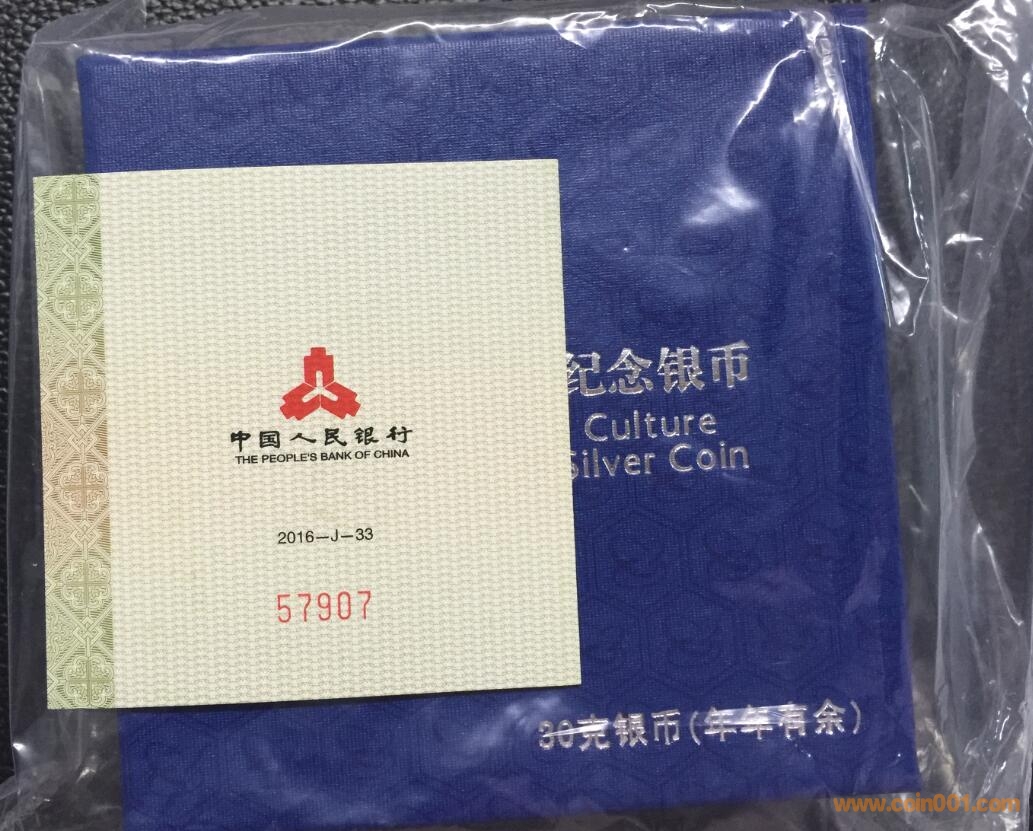 中国人民银行
THE PEOPLE'S BANK OF CHINA
2016—J—33
57907
纪念银币
Culture
Silver Coin
30克银币(年年有余)
www.coin001.com